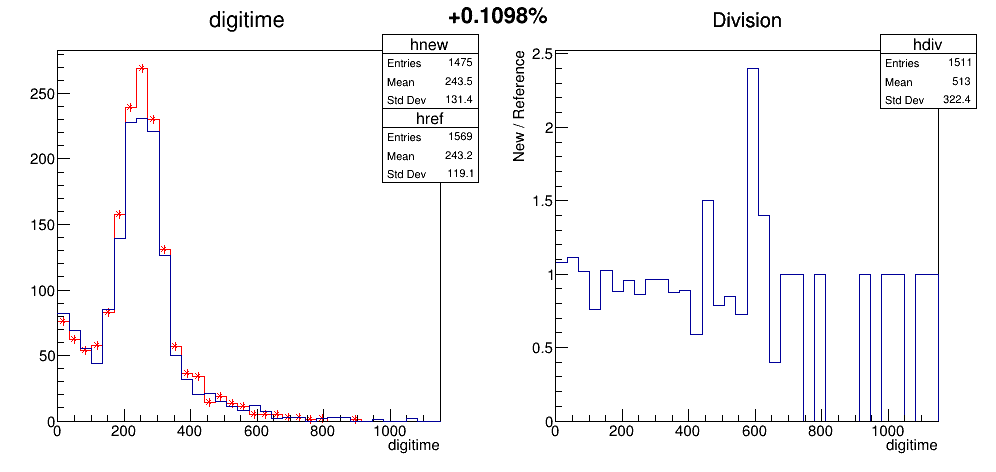 +0.1098%
digitime
hnew
Entries 1475
Mean 243.5
Std Dev 131.4
href
Entries 1569
Mean 243.2
Std Dev 119.1
250
200
150
100
50
0
0 200 400 600 800 1000
digitime
Division
hdiv
Entries 1511
Mean 513
Std Dev 322.4
New / Reference
2.5
2
1.5
1
0.5
0
0 200 400 600 800 1000
digitime